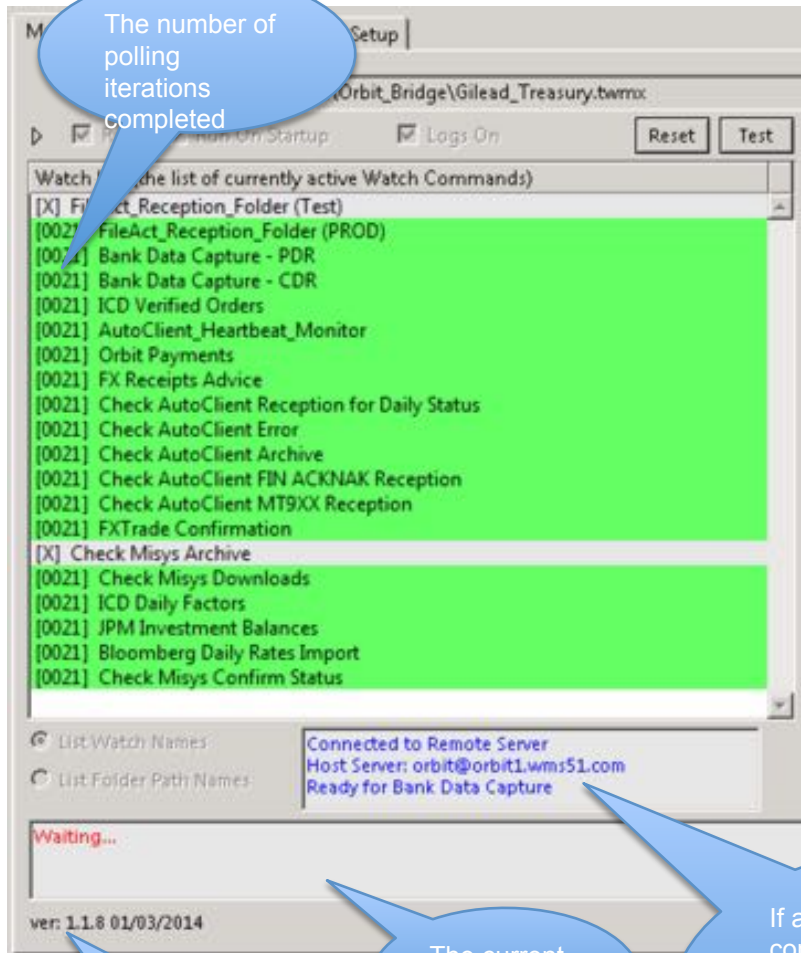 The number of
polling
iterations
completed
M
Setup
Orbit_Bridge\Gilead_Treasury.twmx
Run On Startup
Logs On
Reset
Test
Watch the list of currently active Watch Commands)
[X] Fi ct_Reception_Folder (Test)
[0021] FileAct_Reception_Folder (PROD)
[0021] Bank Data Capture - PDR
[0021] Bank Data Capture - CDR
[0021] ICD Verified Orders
[0021] AutoClient_Heartbeat_Monitor
[0021] Orbit Payments
[0021] FX Receipts Advice
[0021] Check AutoClient Reception for Daily Status
[0021] Check AutoClient Error
[0021] Check AutoClient Archive
[0021] Check AutoClient FIN ACKNAK Reception
[0021] Check AutoClient MT9XX Reception
[0021] FXTrade Confirmation
[X] Check Misys Archive
[0021] Check Misys Downloads
[0021] ICD Daily Factors
[0021] JPM Investment Balances
[0021] Bloomberg Daily Rates Import
[0021] Check Misys Confirm Status
List Watch Names
List Folder Path Names
Connected to Remote Server
Host Server: orbit@orbit1.wms51.com
Ready for Bank Data Capture
Waiting...
ver: 1.1.8 01/03/2014
The current
If a